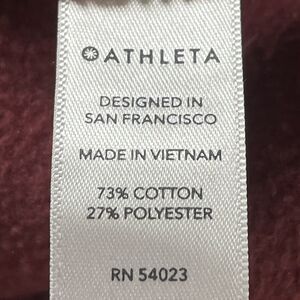 ATHLETA
DESIGNED IN
SAN FRANCISCO
MADE IN VIETNAM
73% COTTON
27% POLYESTER
RN 54023